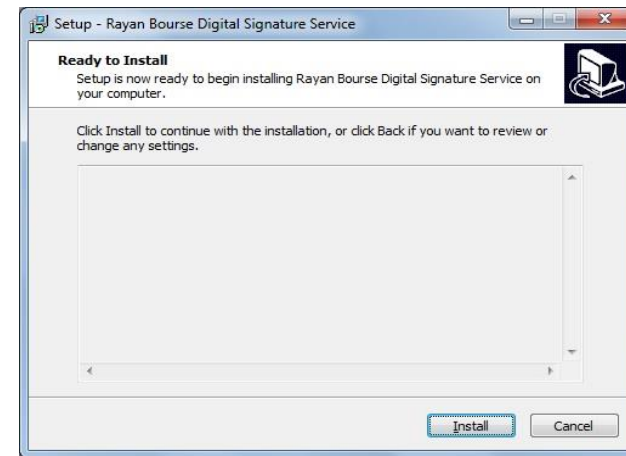 Setup - Rayan Bourse Digital Signature Service
Ready to Install
Setup is now ready to begin installing Rayan Bourse Digital Signature Service on
your computer.
Click Install to continue with the installation, or click Back if you want to review or
change any settings.
Install
Cancel